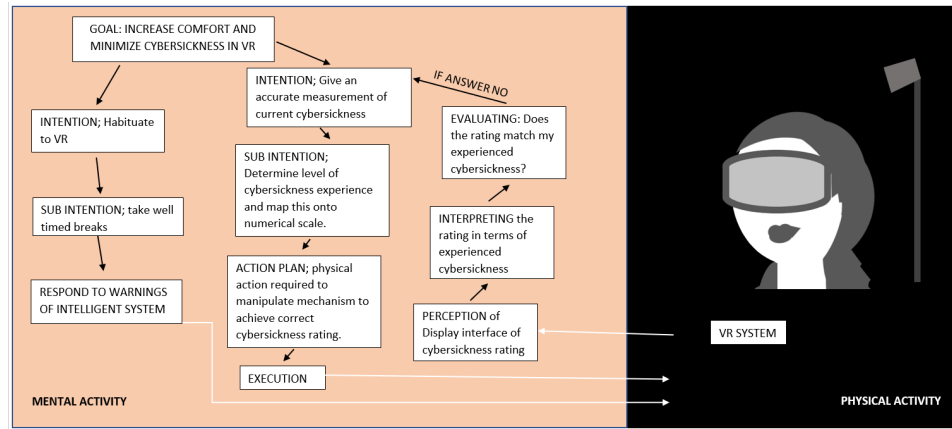 GOAL: INCREASE COMFORT AND
MINIMIZE CYBERSICKNESS IN VR
INTENTION; Habituate
to VR
SUB INTENTION; take well
timed breaks
RESPOND TO WARNINGS
OF INTELLIGENT SYSTEM
INTENTION; Give an
accurate measurement of
current cybersickness
SUB INTENTION;
Determine level of
cybersickness experience
and map this onto
numerical scale.
ACTION PLAN; physical
action required to
manipulate mechanism to
achieve correct
cybersickness rating.
EXECUTION
IF ANSWER NO
EVALUATING: Does
the rating match my
experienced
cybersickness?
INTERPRETING the
rating in terms of
experienced
cybersickness
PERCEPTION of
Display interface of
cybersickness rating
VR SYSTEM
MENTAL ACTIVITY
PHYSICAL ACTIVITY